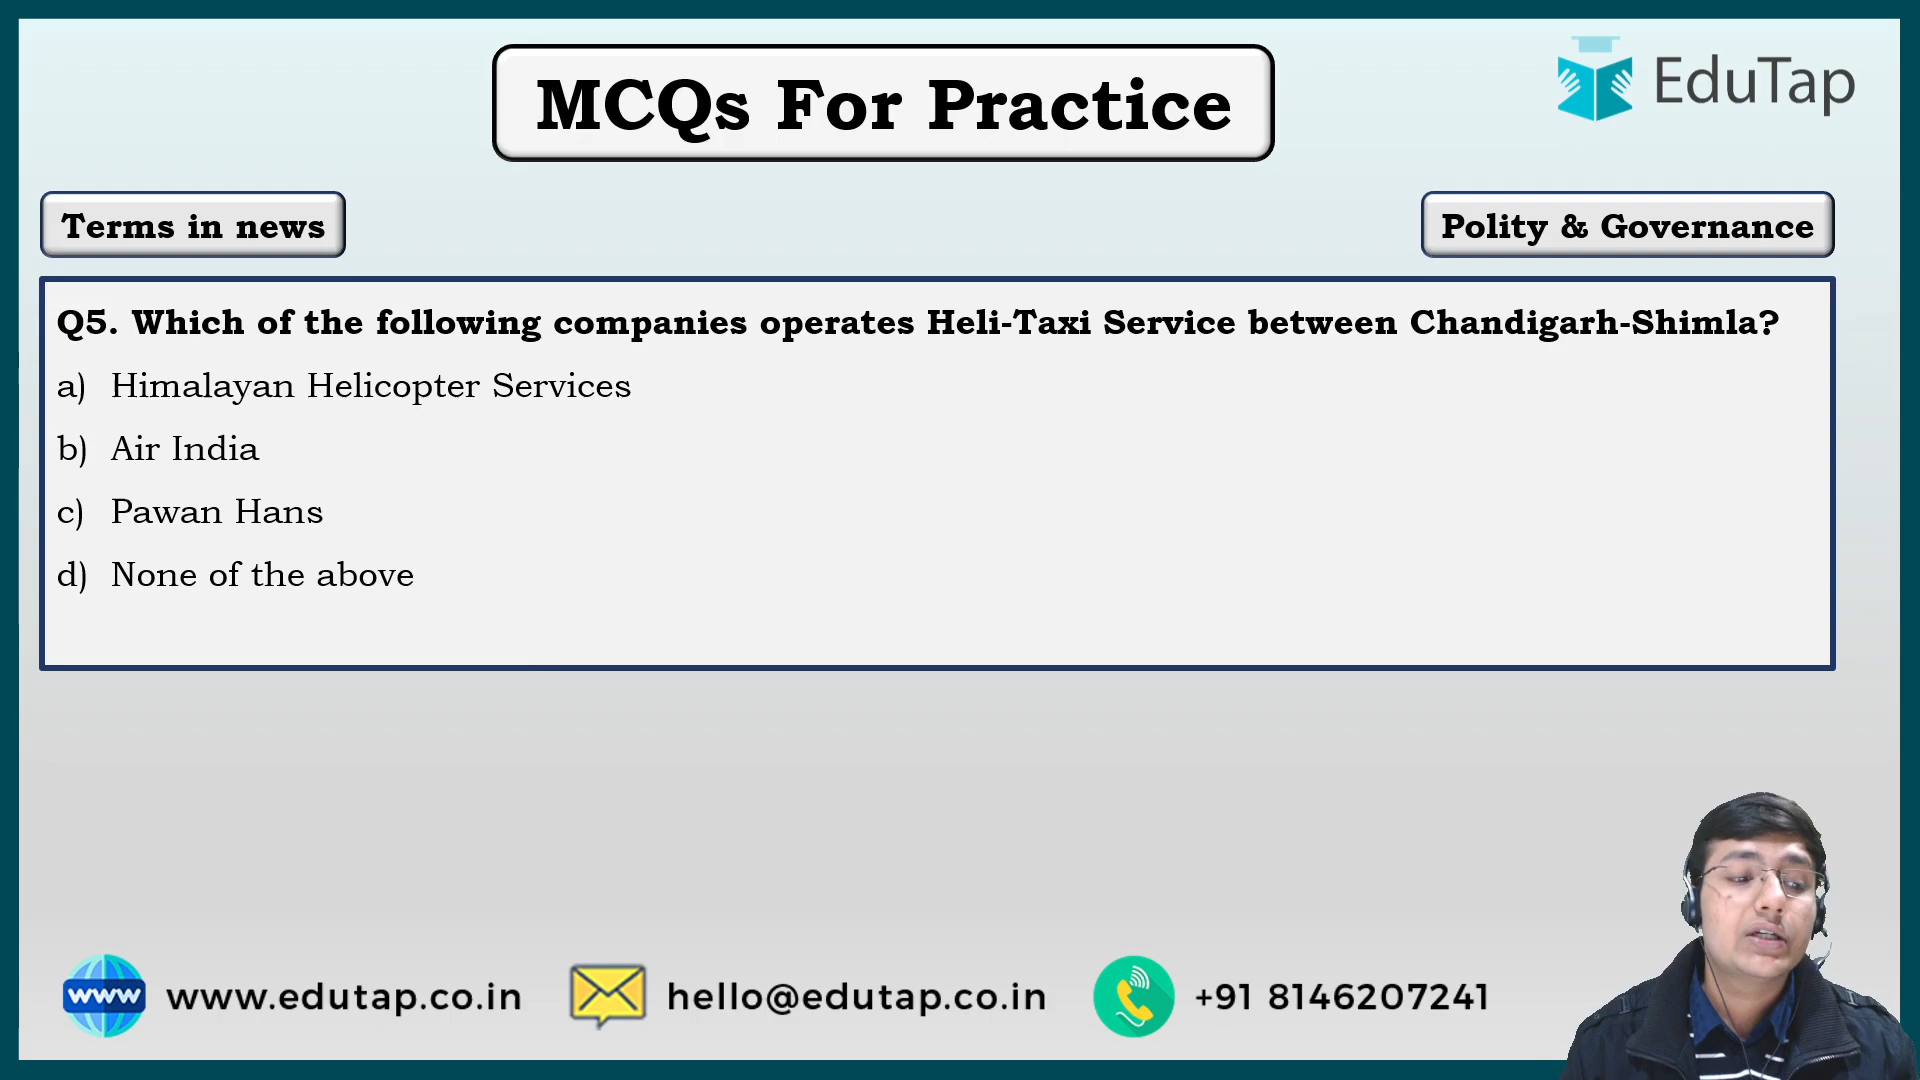 MCQs For Practice
EduTap
Terms in news
Polity & Governance
Q5. Which of the following companies operates Heli-Taxi Service between Chandigarh-Shimla?
a) Himalayan Helicopter Services
b) Air India
c) Pawan Hans
d) None of the above
www www.edutap.co.in hello@edutap.co.in +91 8146207241